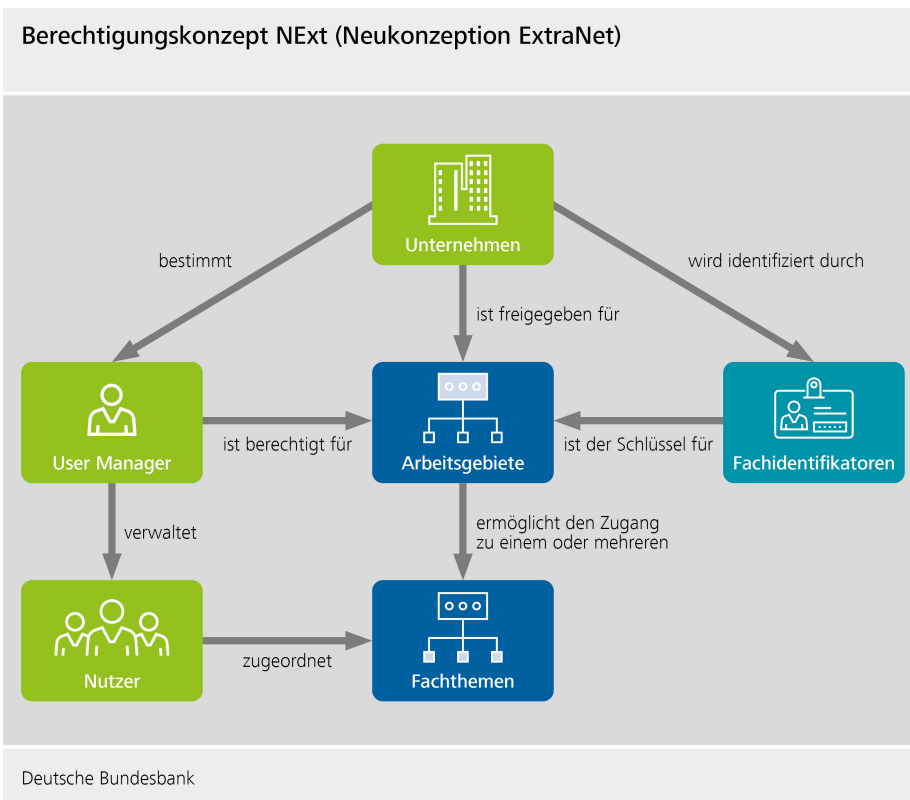 Berechtigungskonzept NExt (Neukonzeption ExtraNet)
Unternehmen
bestimmt
wird identifiziert durch
ist freigegeben für
User Manager
ist berechtigt für
Arbeitsgebiete
ist der Schlüssel für
Fachidentifikatoren
verwaltet
ermöglicht den Zugang
zu einem oder mehreren
Nutzer
zugeordnet
Fachthemen
Deutsche Bundesbank